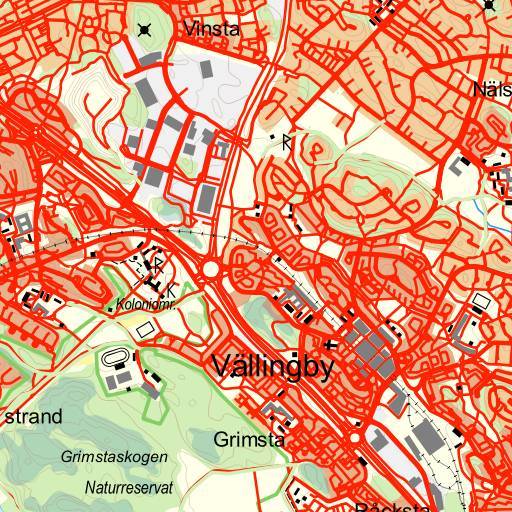 Vinsta
Näls
R
R
K
Koloniomr.
Vällingby
strand
Grimsta
Grimstaskogen
Naturreservat
Råcksta